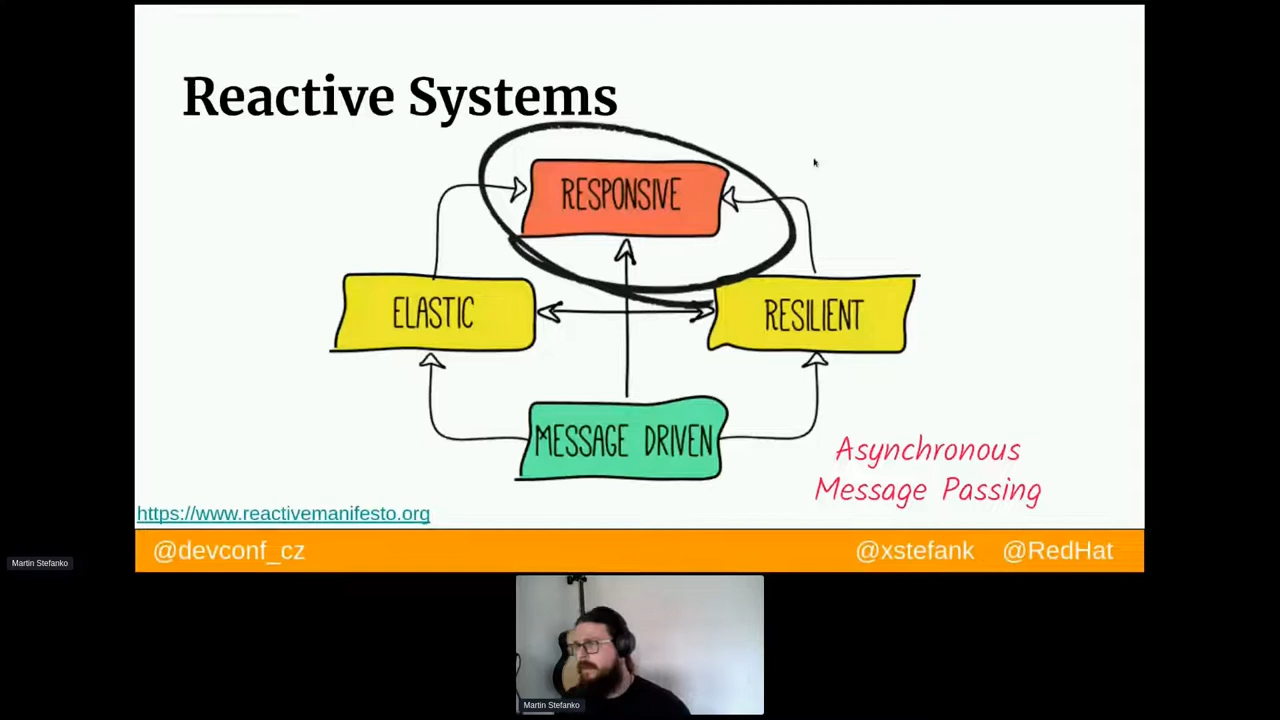 Reactive Systems
RESPONSIVE
ELASTIC
RESILIENT
MESSAGE DRIVEN
Asynchronous
Message Passing
https://www.reactivemanifesto.org
@devconf_cz
@xstefank @RedHat
Martin Stefanko
Martin Stefanko